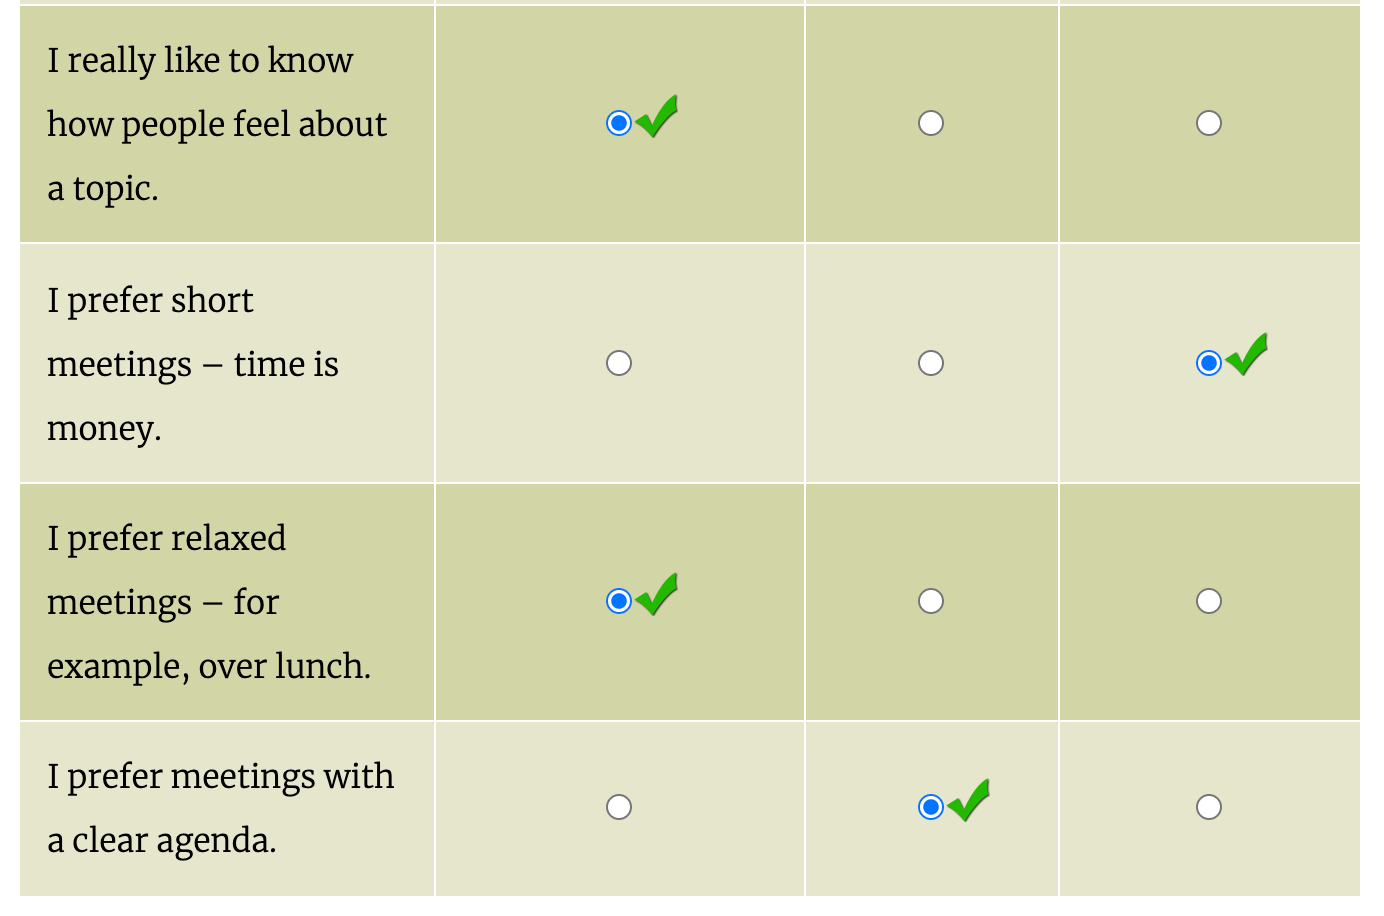 I really like to know
how people feel about
a topic.
I prefer short
meetings – time is
money.
I prefer relaxed
meetings – for
example, over lunch.
I prefer meetings with
a clear agenda.